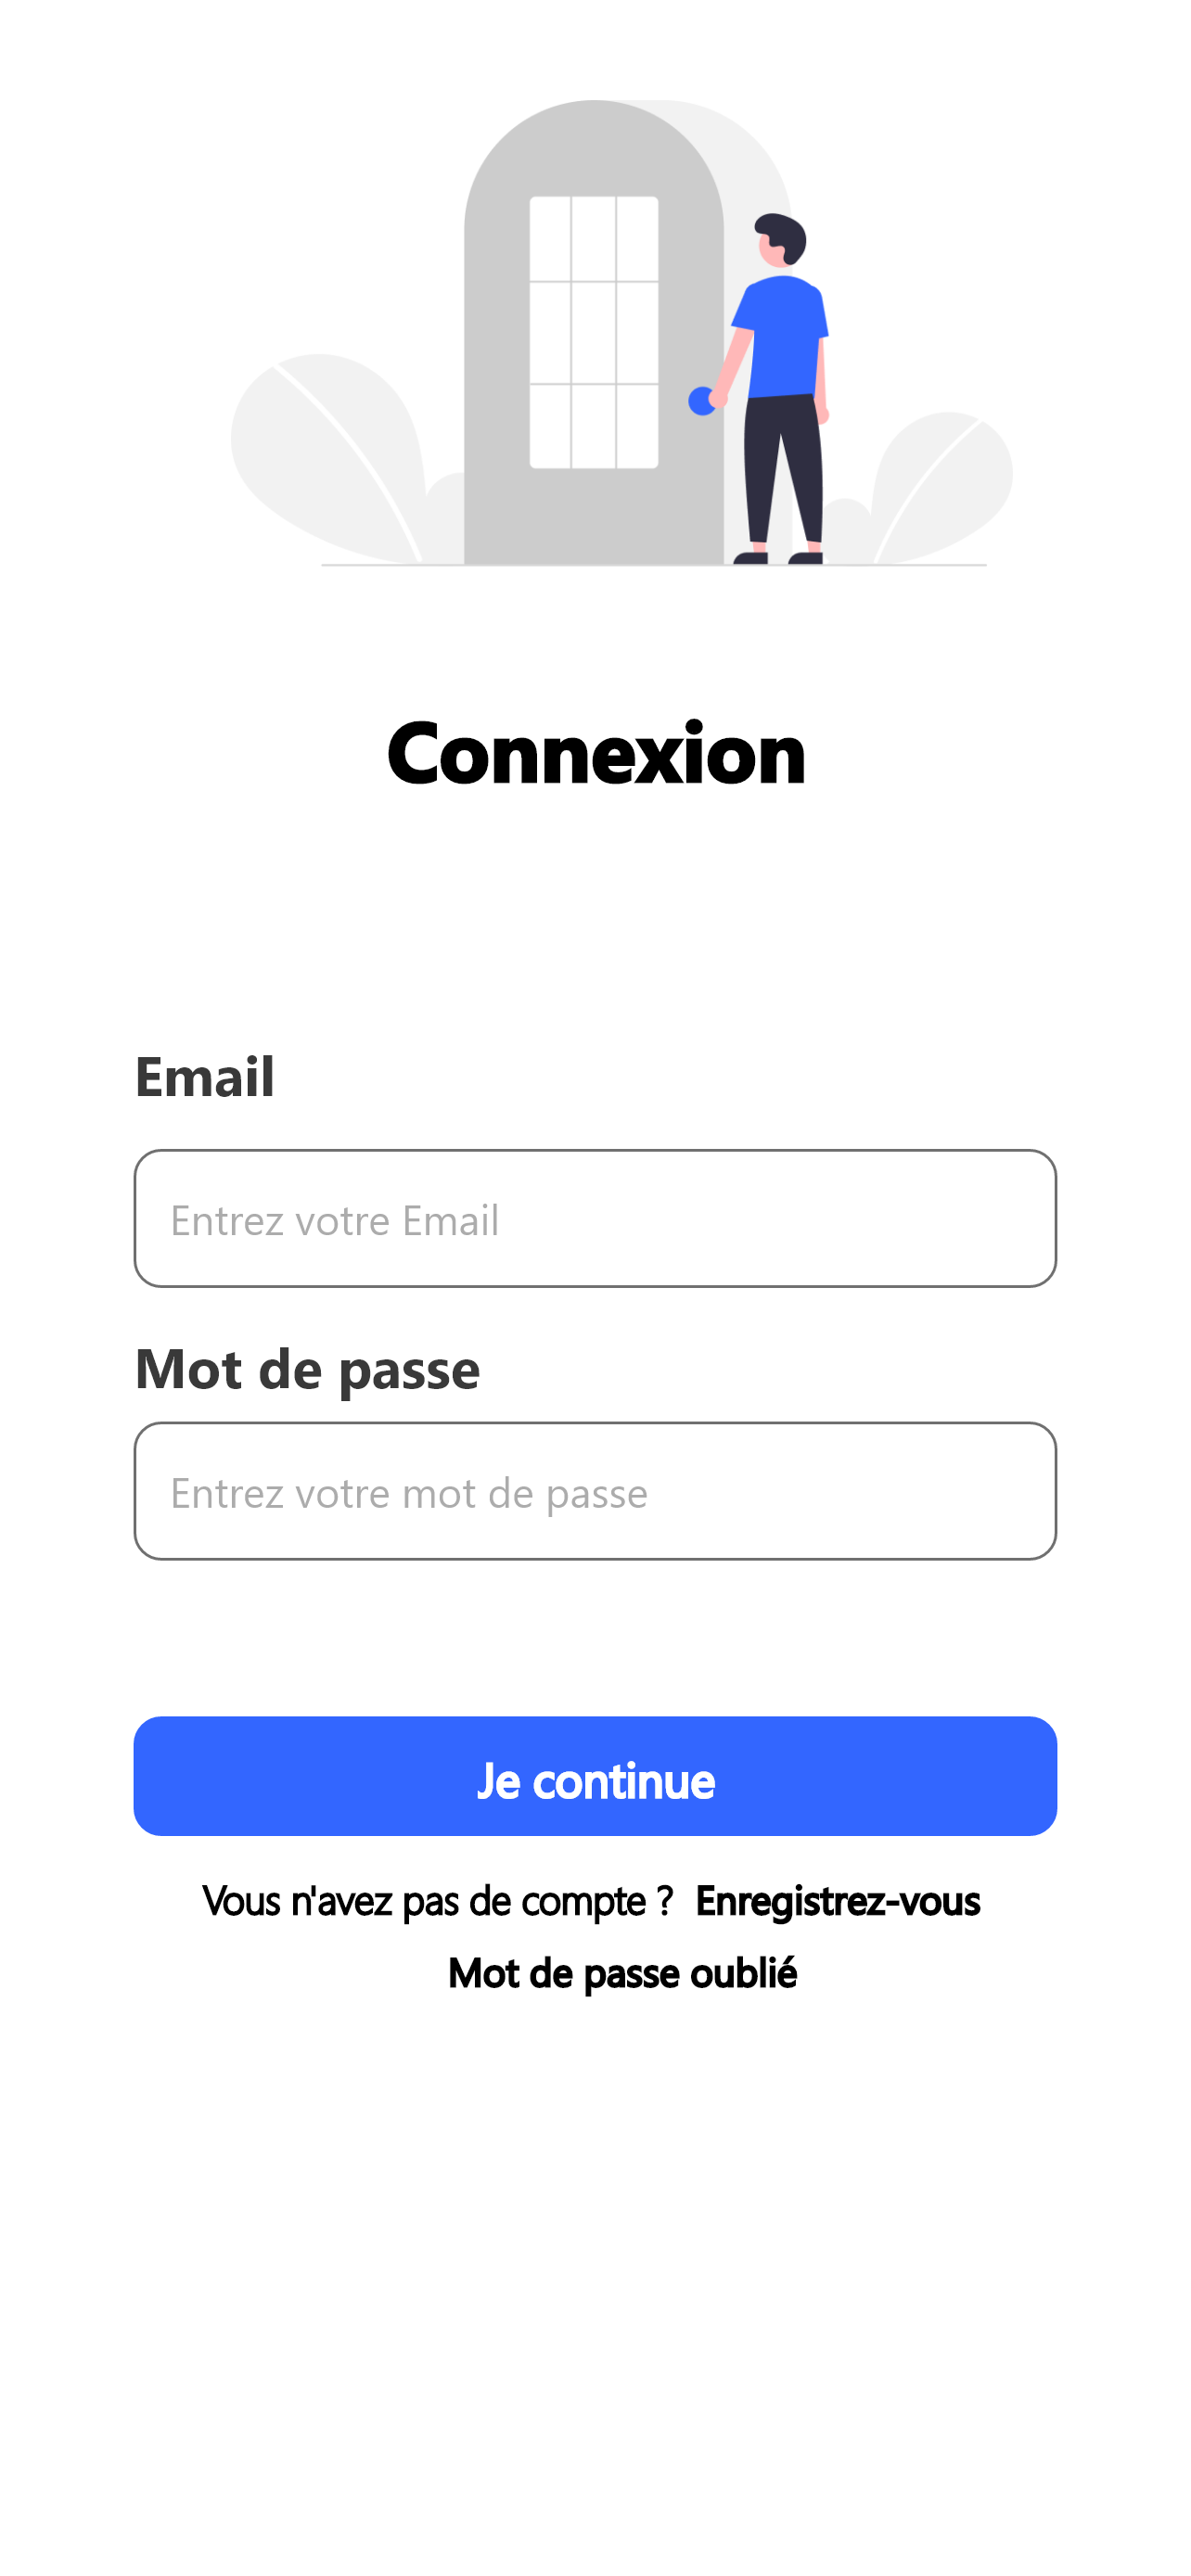 Connexion
Email
Entrez votre Email
Mot de passe
Entrez votre mot de passe
Je continue
Vous n'avez pas de compte ? Enregistrez-vous
Mot de passe oublié